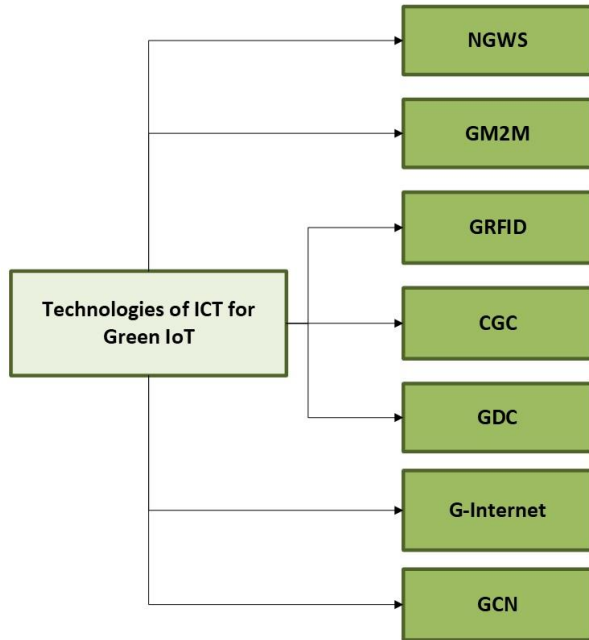 NGWS
GM2M
GRFID
Technologies of ICT for
Green IoT
CGC
GDC
G-Internet
GCN